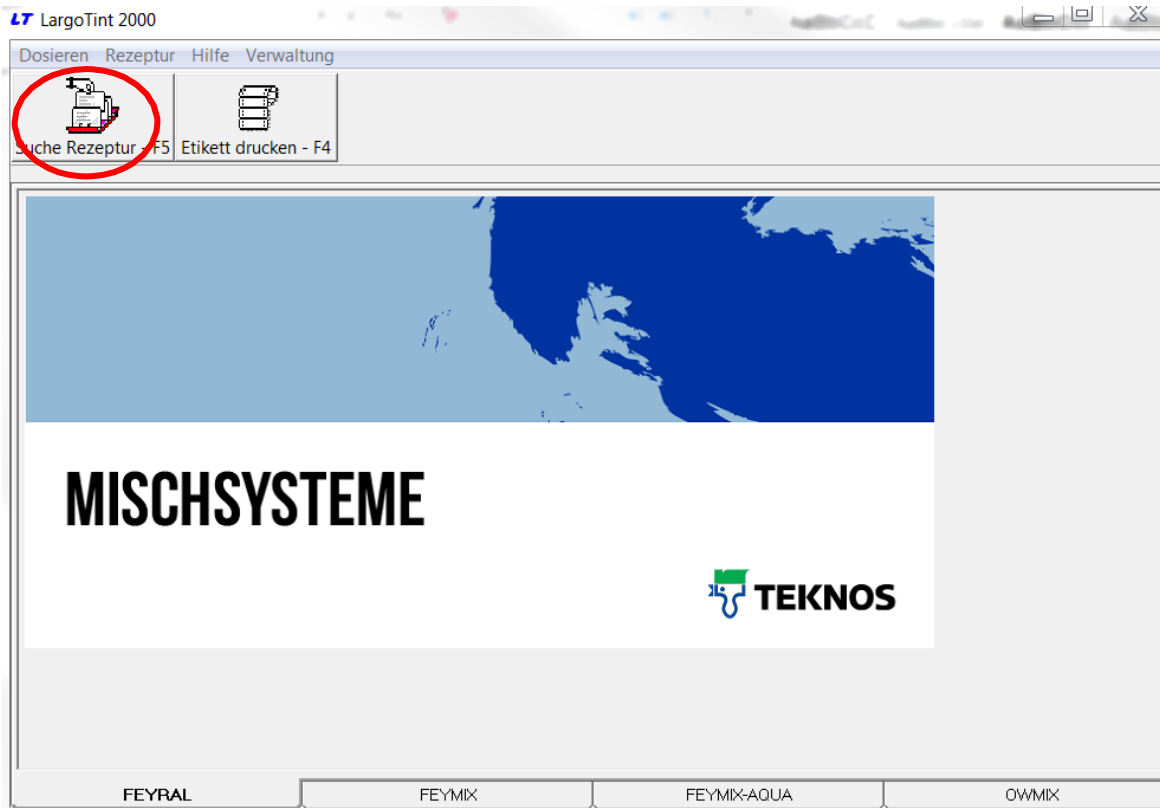 LT LargoTint 2000
Dosieren Rezeptur Hilfe Verwaltung
Suche Rezeptur - F5 Etikett drucken - F4
MISCHSYSTEME
TEKNOS
FEYRAL FEYMIX FEYMIX-AQUA OWMIX